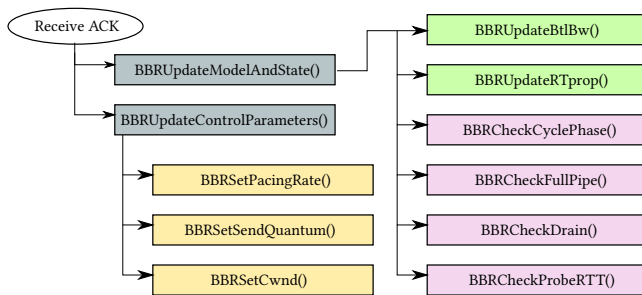 Receive ACK
BBRUpdateModelAndState()
BBRUpdateControlParameters()
BBRSetPacingRate()
BBRSetSendQuantum()
BBRSetCwnd()
BBRUpdateBtlBw()
BBRUpdateRTprop()
BBRCheckCyclePhase()
BBRCheckFullPipe()
BBRCheckDrain()
BBRCheckProbeRTT()